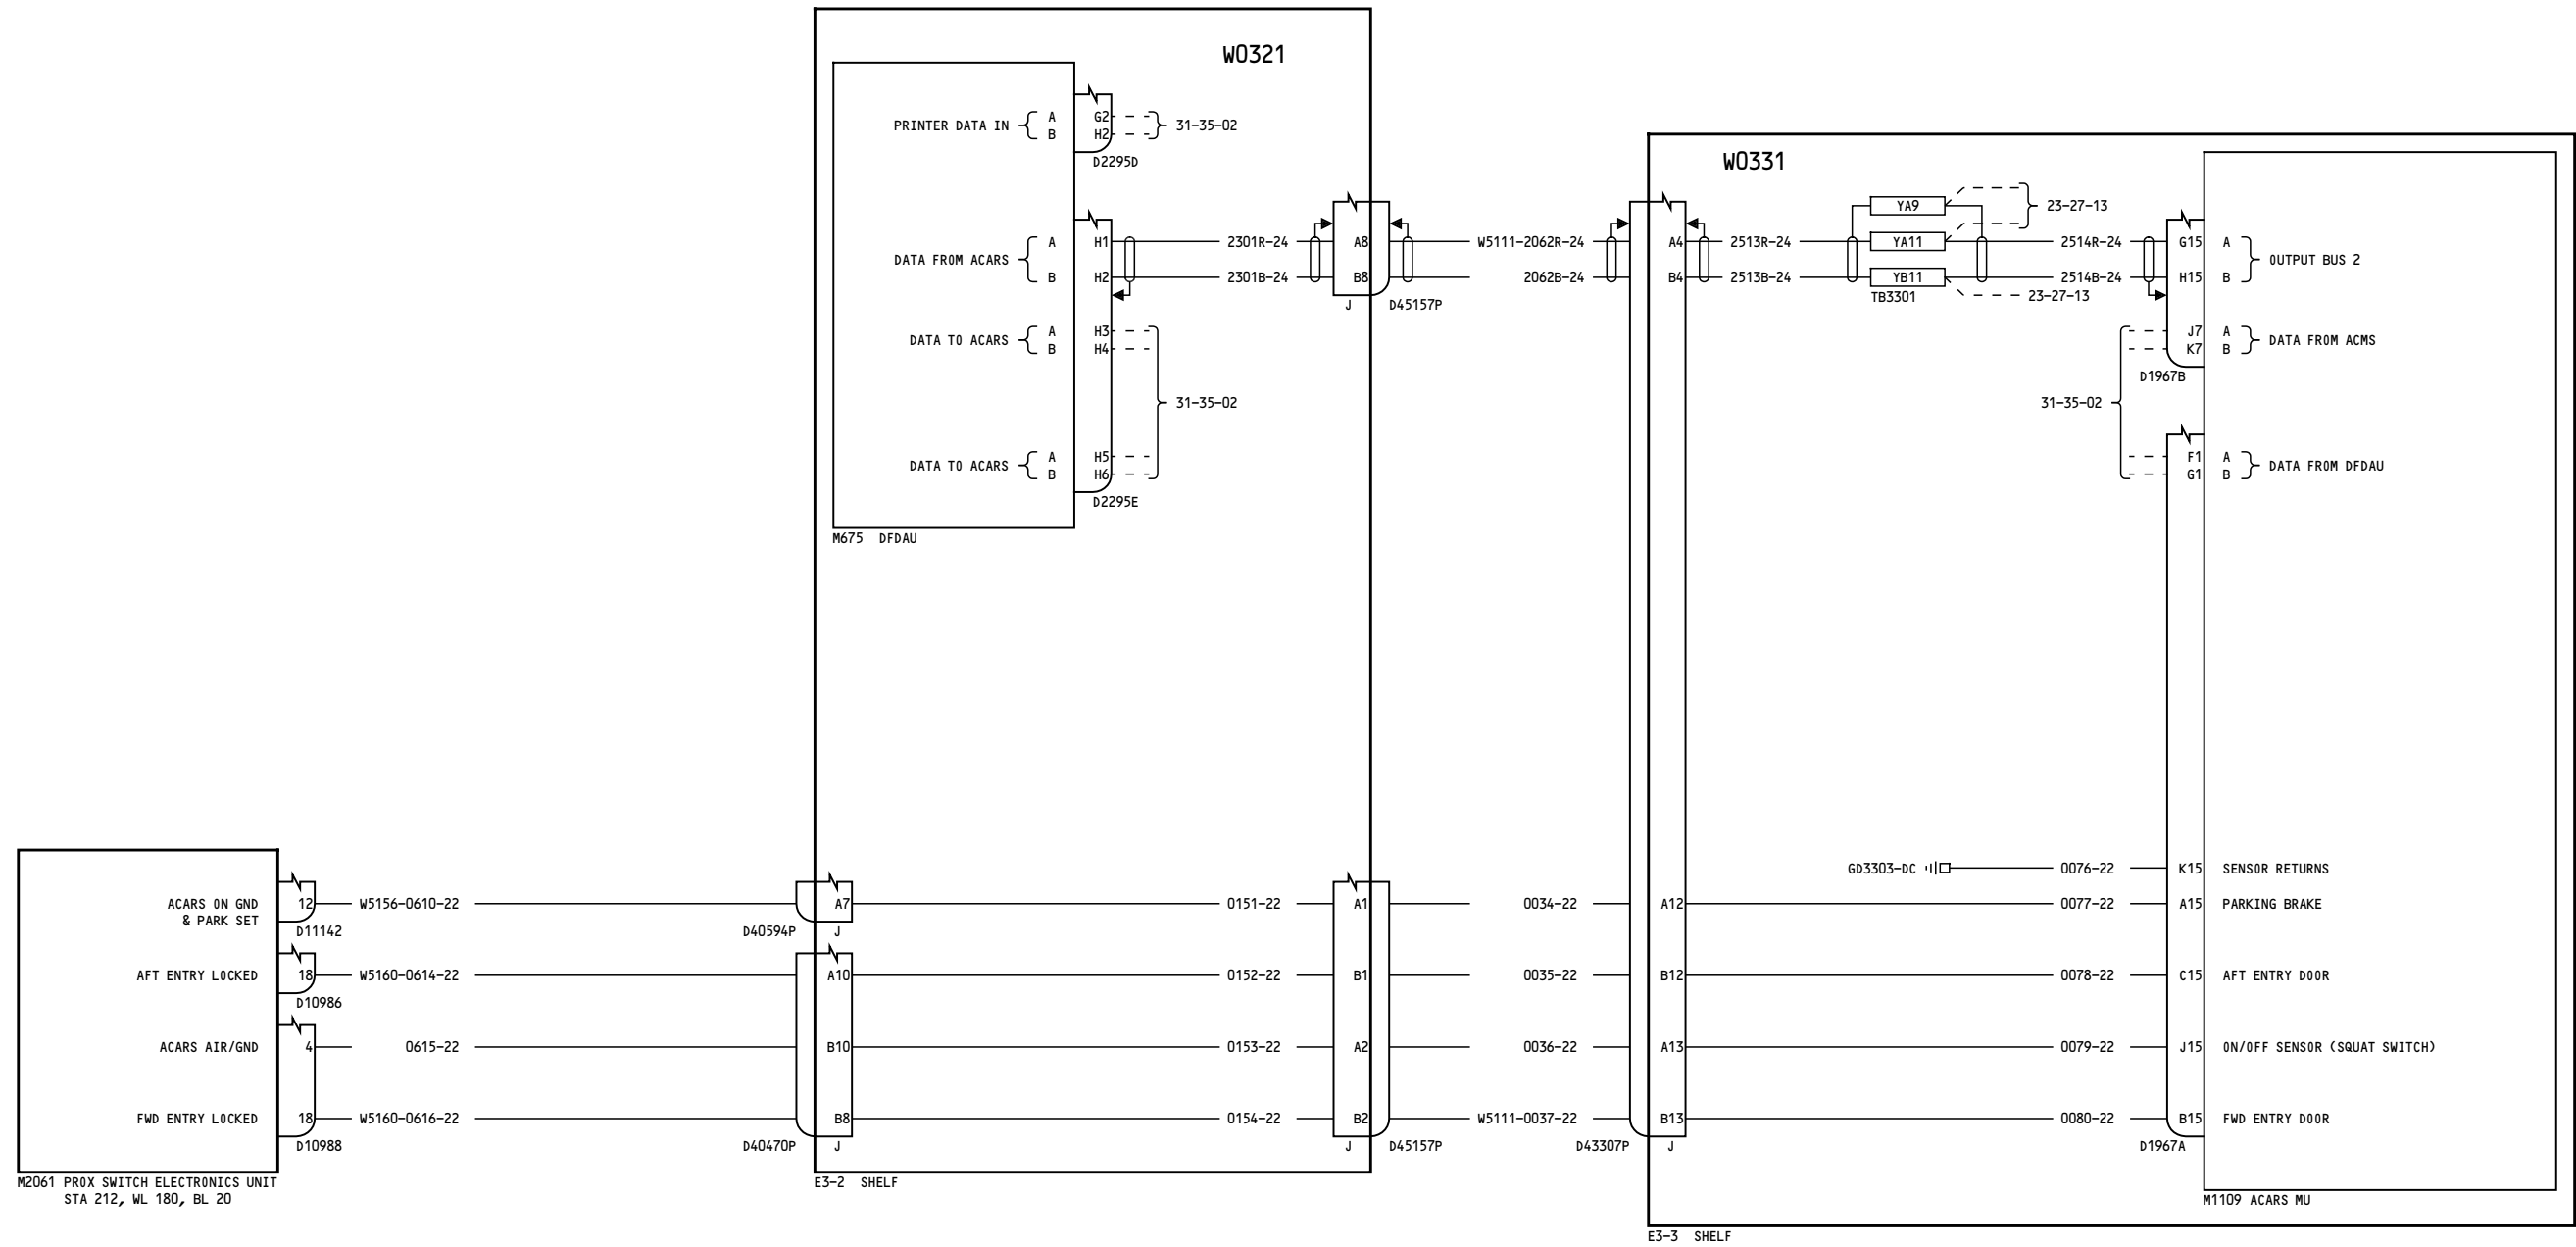 W0321
PRINTER DATA IN A G2 31-35-02
B H2
D2295D
W0331
YA9 23-27-13
A H1 2301R-24 A8 W5111-2062R-24 A4 2513R-24 YA11 2514R-24 G15 A
DATA FROM ACARS OUTPUT BUS 2
B H2 2301B-24 B8 2062B-24 B4 2513B-24 YB11 2514B-24 H15 B
J D45157P TB3301 23-27-13
DATA TO ACARS A H3 J7 A DATA FROM ACMS
B H4 K7 B
D1967B
31-35-02 31-35-02
DATA TO ACARS A H5 F1 A DATA FROM DFDAU
B H6 G1 B
D2295E
M675 DFDAU
GD3303-DC 0076-22 K15 SENSOR RETURNS
ACARS ON GND 12 W5156-0610-22 A7 0151-22 A1 0034-22 A12 0077-22 A15 PARKING BRAKE
& PARK SET
D11142 D40594P J
AFT ENTRY LOCKED 18 W5160-0614-22 A10 0152-22 B1 0035-22 B12 0078-22 C15 AFT ENTRY DOOR
D10986
ACARS AIR/GND 4 0615-22 B10 0153-22 A2 0036-22 A13 0079-22 J15 ON/OFF SENSOR (SQUAT SWITCH)
FWD ENTRY LOCKED 18 W5160-0616-22 B8 0154-22 B2 W5111-0037-22 B13 0080-22 B15 FWD ENTRY DOOR
D10988 D40470P J J D45157P D43307P J D1967A
M2061 PROX SWITCH ELECTRONICS UNIT E3-2 SHELF
STA 212, WL 180, BL 20 M1109 ACARS MU
E3-3 SHELF